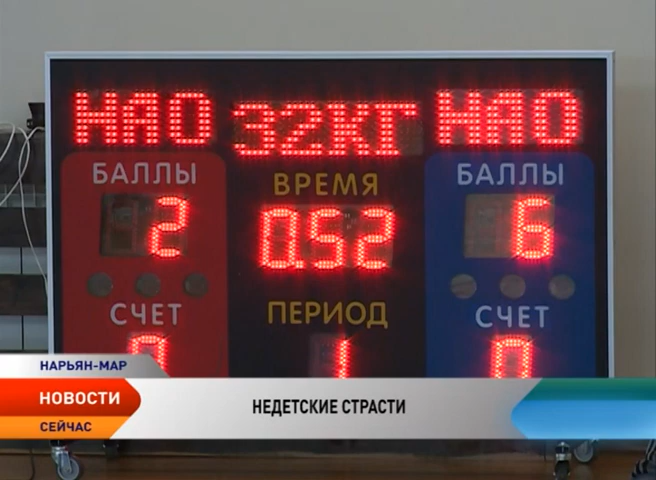 НАО 32КГ НАО
БАЛЛЫ ВРЕМЯ БАЛЛЫ
2 0.52 6
СЧЕТ ПЕРИОД СЧЕТ
1 0
НАРЬЯН-МАР
НОВОСТИ
СЕЙЧАС
НЕДЕТСКИЕ СТРАСТИ